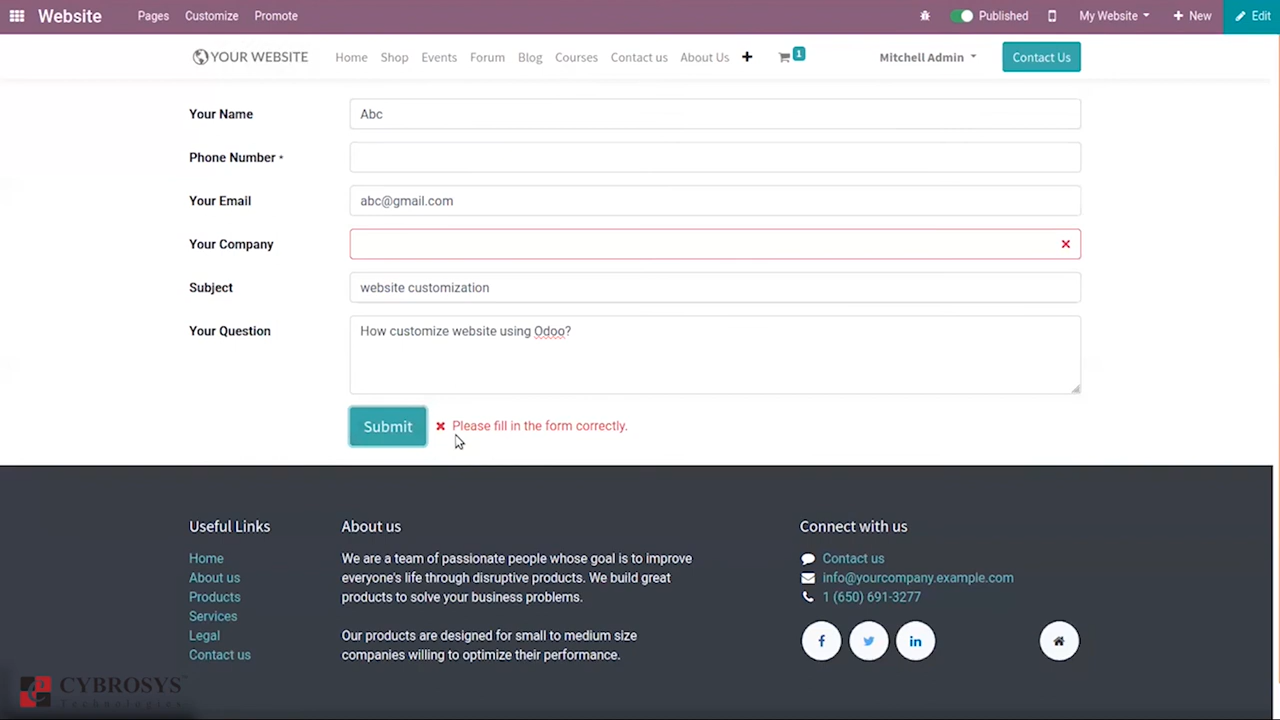 Website Pages Customize Promote Published My Website New Edit
YOUR WEBSITE Home Shop Events Forum Blog Courses Contact us About Us 1 Mitchell Admin Contact Us
Your Name Abc
Phone Number *
Your Email abc@gmail.com
Your Company
Subject website customization
Your Question How customize website using Odoo?
Submit Please fill in the form correctly.
Useful Links
Home
About us
Products
Services
Legal
Contact us
About us
We are a team of passionate people whose goal is to improve
everyone's life through disruptive products. We build great
products to solve your business problems.
Our products are designed for small to medium size
companies willing to optimize their performance.
Connect with us
Contact us
info@yourcompany.example.com
1 (650) 691-3277
CYBROSYS
Technologies